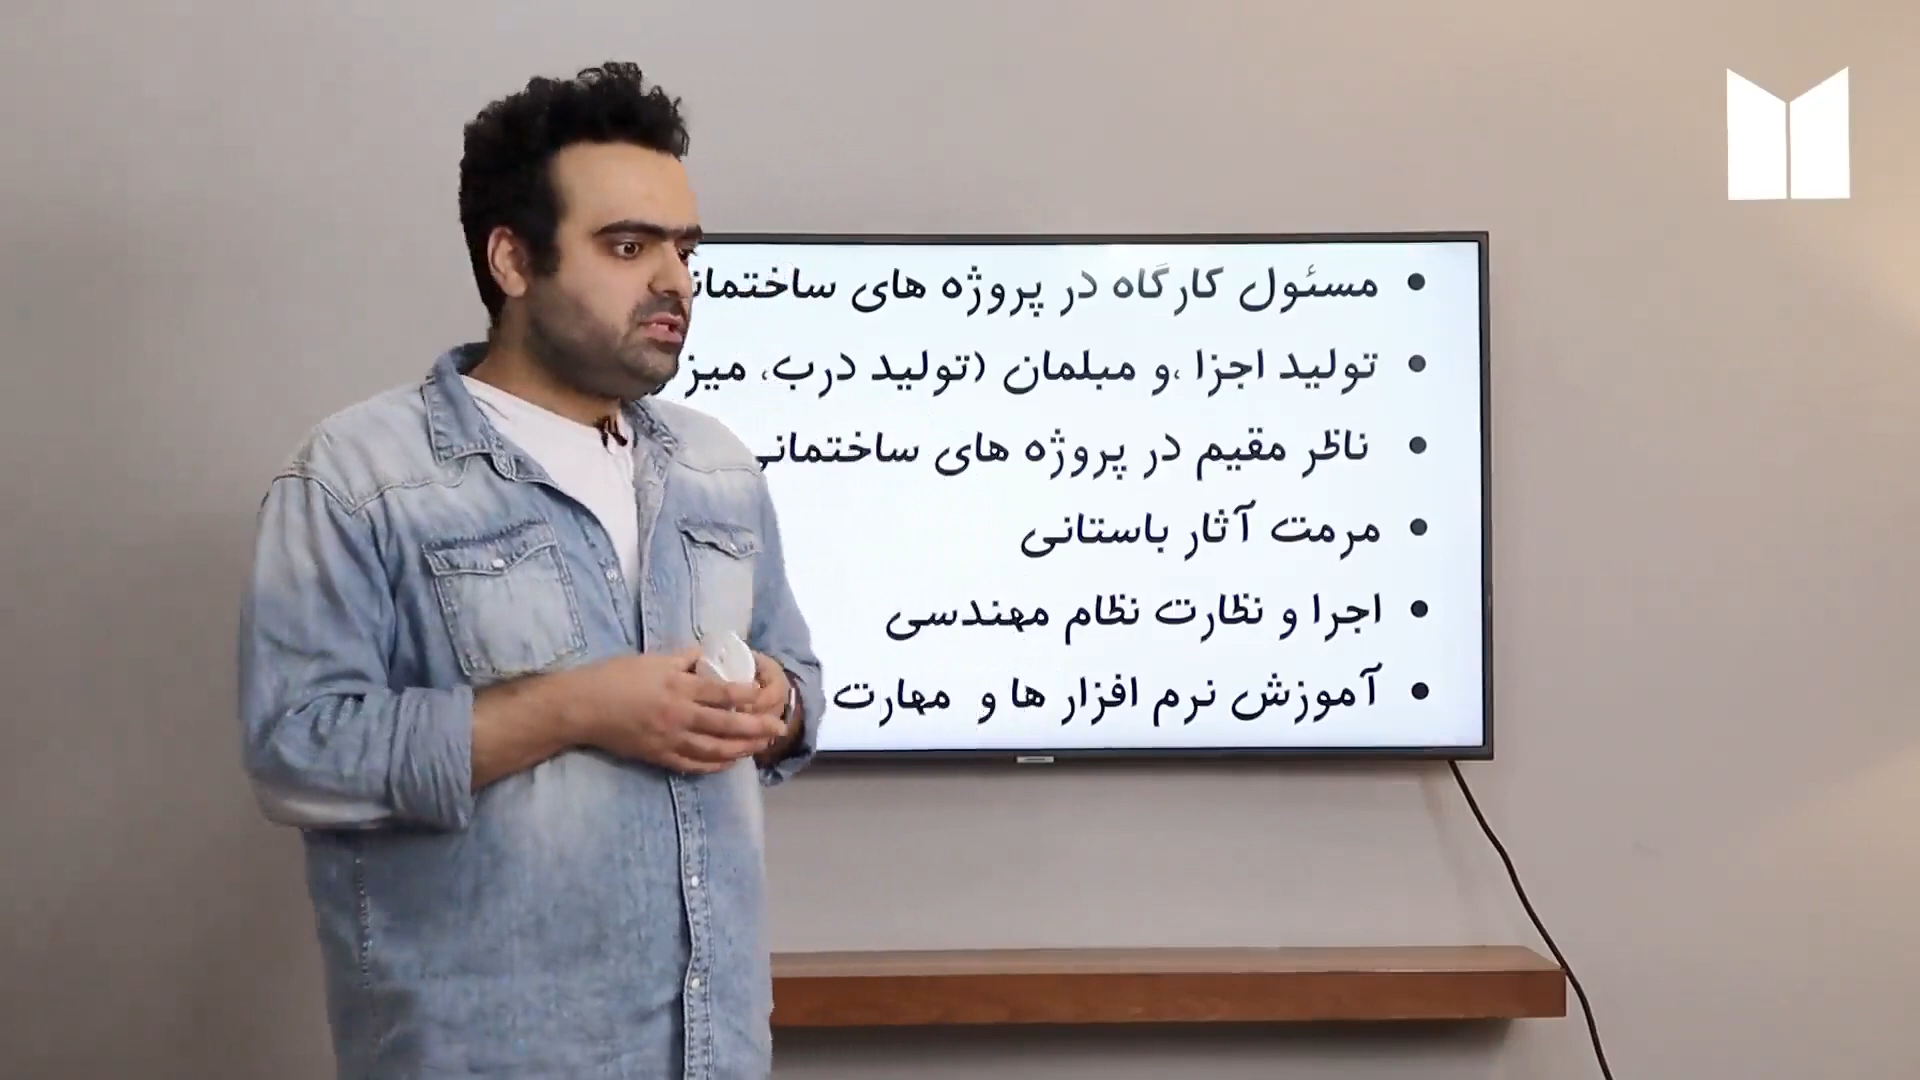 مسئول کارگاه در پروژه های
تولید اجزا ،و مبلمان (تولید درب، میز
ناظر مقیم در پروژه های ساختمانی
مرمت آثار باستانی
اجرا و نظارت نظام مهندسی
آموزش نرم افزار ها و مهارت